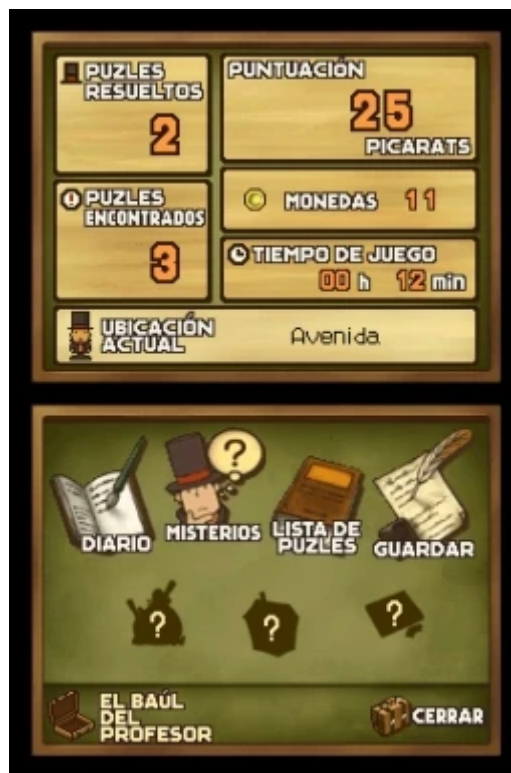 PUZLES
RESUELTOS
2
PUNTUACIÓN
25
PICARATS
PUZLES
ENCONTRADOS
3
MONEDAS 11
TIEMPO DE JUEGO
00 h 12 min
UBICACIÓN
ACTUAL
Avenida
?
DIARIO
MISTERIOS
LISTA DE
PUZLES
GUARDAR
? ? ?
EL BAÚL
DEL
PROFESOR
CERRAR